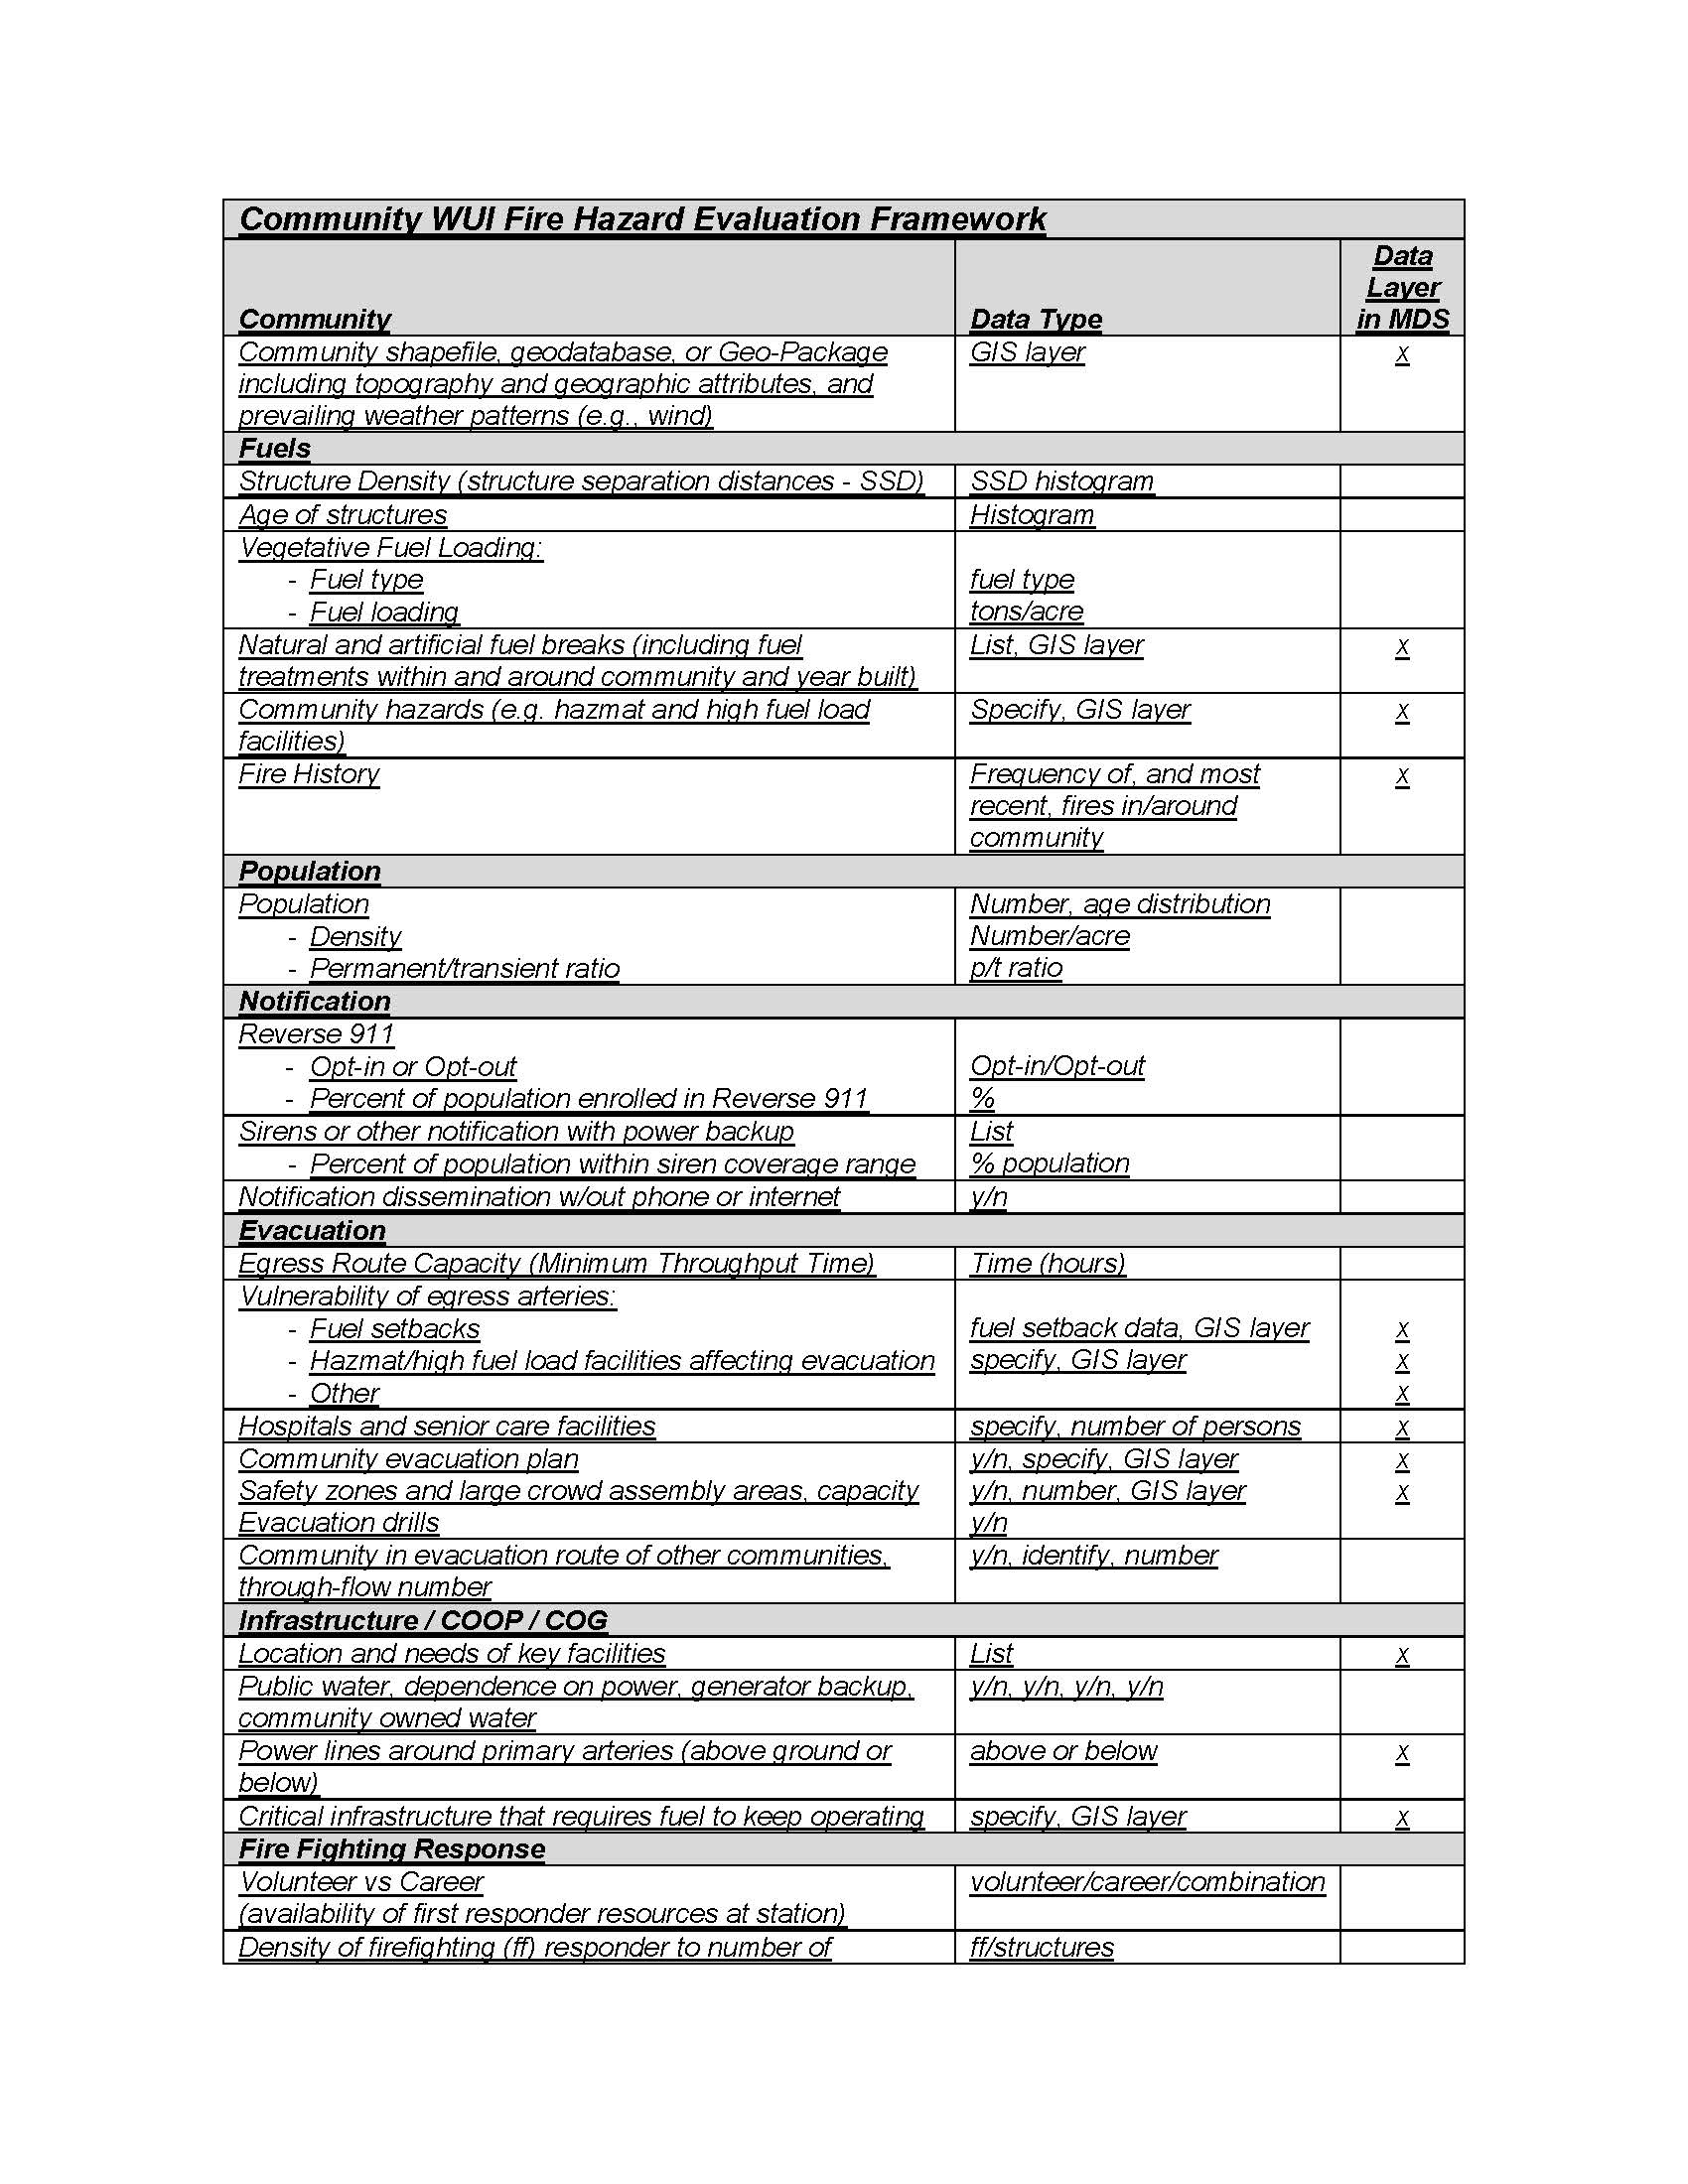 Community WUI Fire Hazard Evaluation Framework
Community Data Type Data Layer in MDS
Community shapefile, geodatabase, or Geo-Package GIS layer x
including topography and geographic attributes, and
prevailing weather patterns (e.g., wind)
Fuels
Structure Density (structure separation distances - SSD) SSD histogram
Age of structures Histogram
Vegetative Fuel Loading:
- Fuel type fuel type
- Fuel loading tons/acre
Natural and artificial fuel breaks (including fuel List, GIS layer x
treatments within and around community and year built)
Community hazards (e.g. hazmat and high fuel load Specify, GIS layer x
facilities)
Fire History Frequency of, and most x
recent, fires in/around
community
Population
Population Number, age distribution
- Density Number/acre
- Permanent/transient ratio p/t ratio
Notification
Reverse 911
- Opt-in or Opt-out Opt-in/Opt-out
- Percent of population enrolled in Reverse 911 %
Sirens or other notification with power backup List
- Percent of population within siren coverage range % population
Notification dissemination w/out phone or internet y/n
Evacuation
Egress Route Capacity (Minimum Throughput Time) Time (hours)
Vulnerability of egress arteries:
- Fuel setbacks fuel setback data, GIS layer x
- Hazmat/high fuel load facilities affecting evacuation specify, GIS layer x
- Other x
Hospitals and senior care facilities specify, number of persons x
Community evacuation plan y/n, specify, GIS layer x
Safety zones and large crowd assembly areas, capacity y/n, number, GIS layer x
Evacuation drills y/n
Community in evacuation route of other communities, y/n, identify, number
through-flow number
Infrastructure / COOP / COG
Location and needs of key facilities List x
Public water, dependence on power, generator backup, y/n, y/n, y/n, y/n
community owned water
Power lines around primary arteries (above ground or above or below x
below)
Critical infrastructure that requires fuel to keep operating specify, GIS layer x
Fire Fighting Response
Volunteer vs Career volunteer/career/combination
(availability of first responder resources at station)
Density of firefighting (ff) responder to number of ff/structures